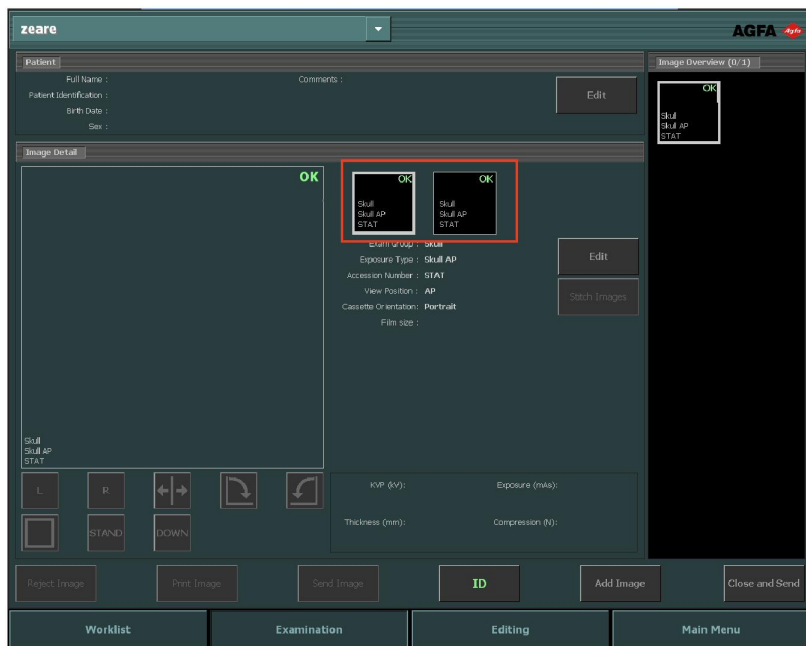 zeare
AGFA
Agfa
Patient
Full Name :
Comments :
Patient Identification :
Birth Date :
Sex :
Edit
Image Overview (0/1)
OK
Skull
Skull AP
STAT
Image Detail
OK
Skull
Skull AP
STAT
OK
Skull
Skull AP
STAT
OK
Skull
Skull AP
STAT
Exam Group : Skull
Exposure Type : Skull AP
Accession Number : STAT
View Position : AP
Cassette Orientation: Portrait
Film size :
Edit
Stitch Images
L
R
STAND
DOWN
KVP (kV):
Exposure (mAs):
Thickness (mm):
Compression (N):
Reject Image
Print Image
Send Image
ID
Add Image
Close and Send
Worklist
Examination
Editing
Main Menu